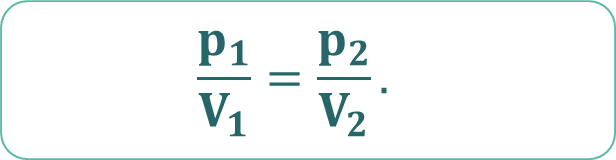 p₁/V₁ = p₂/V₂.